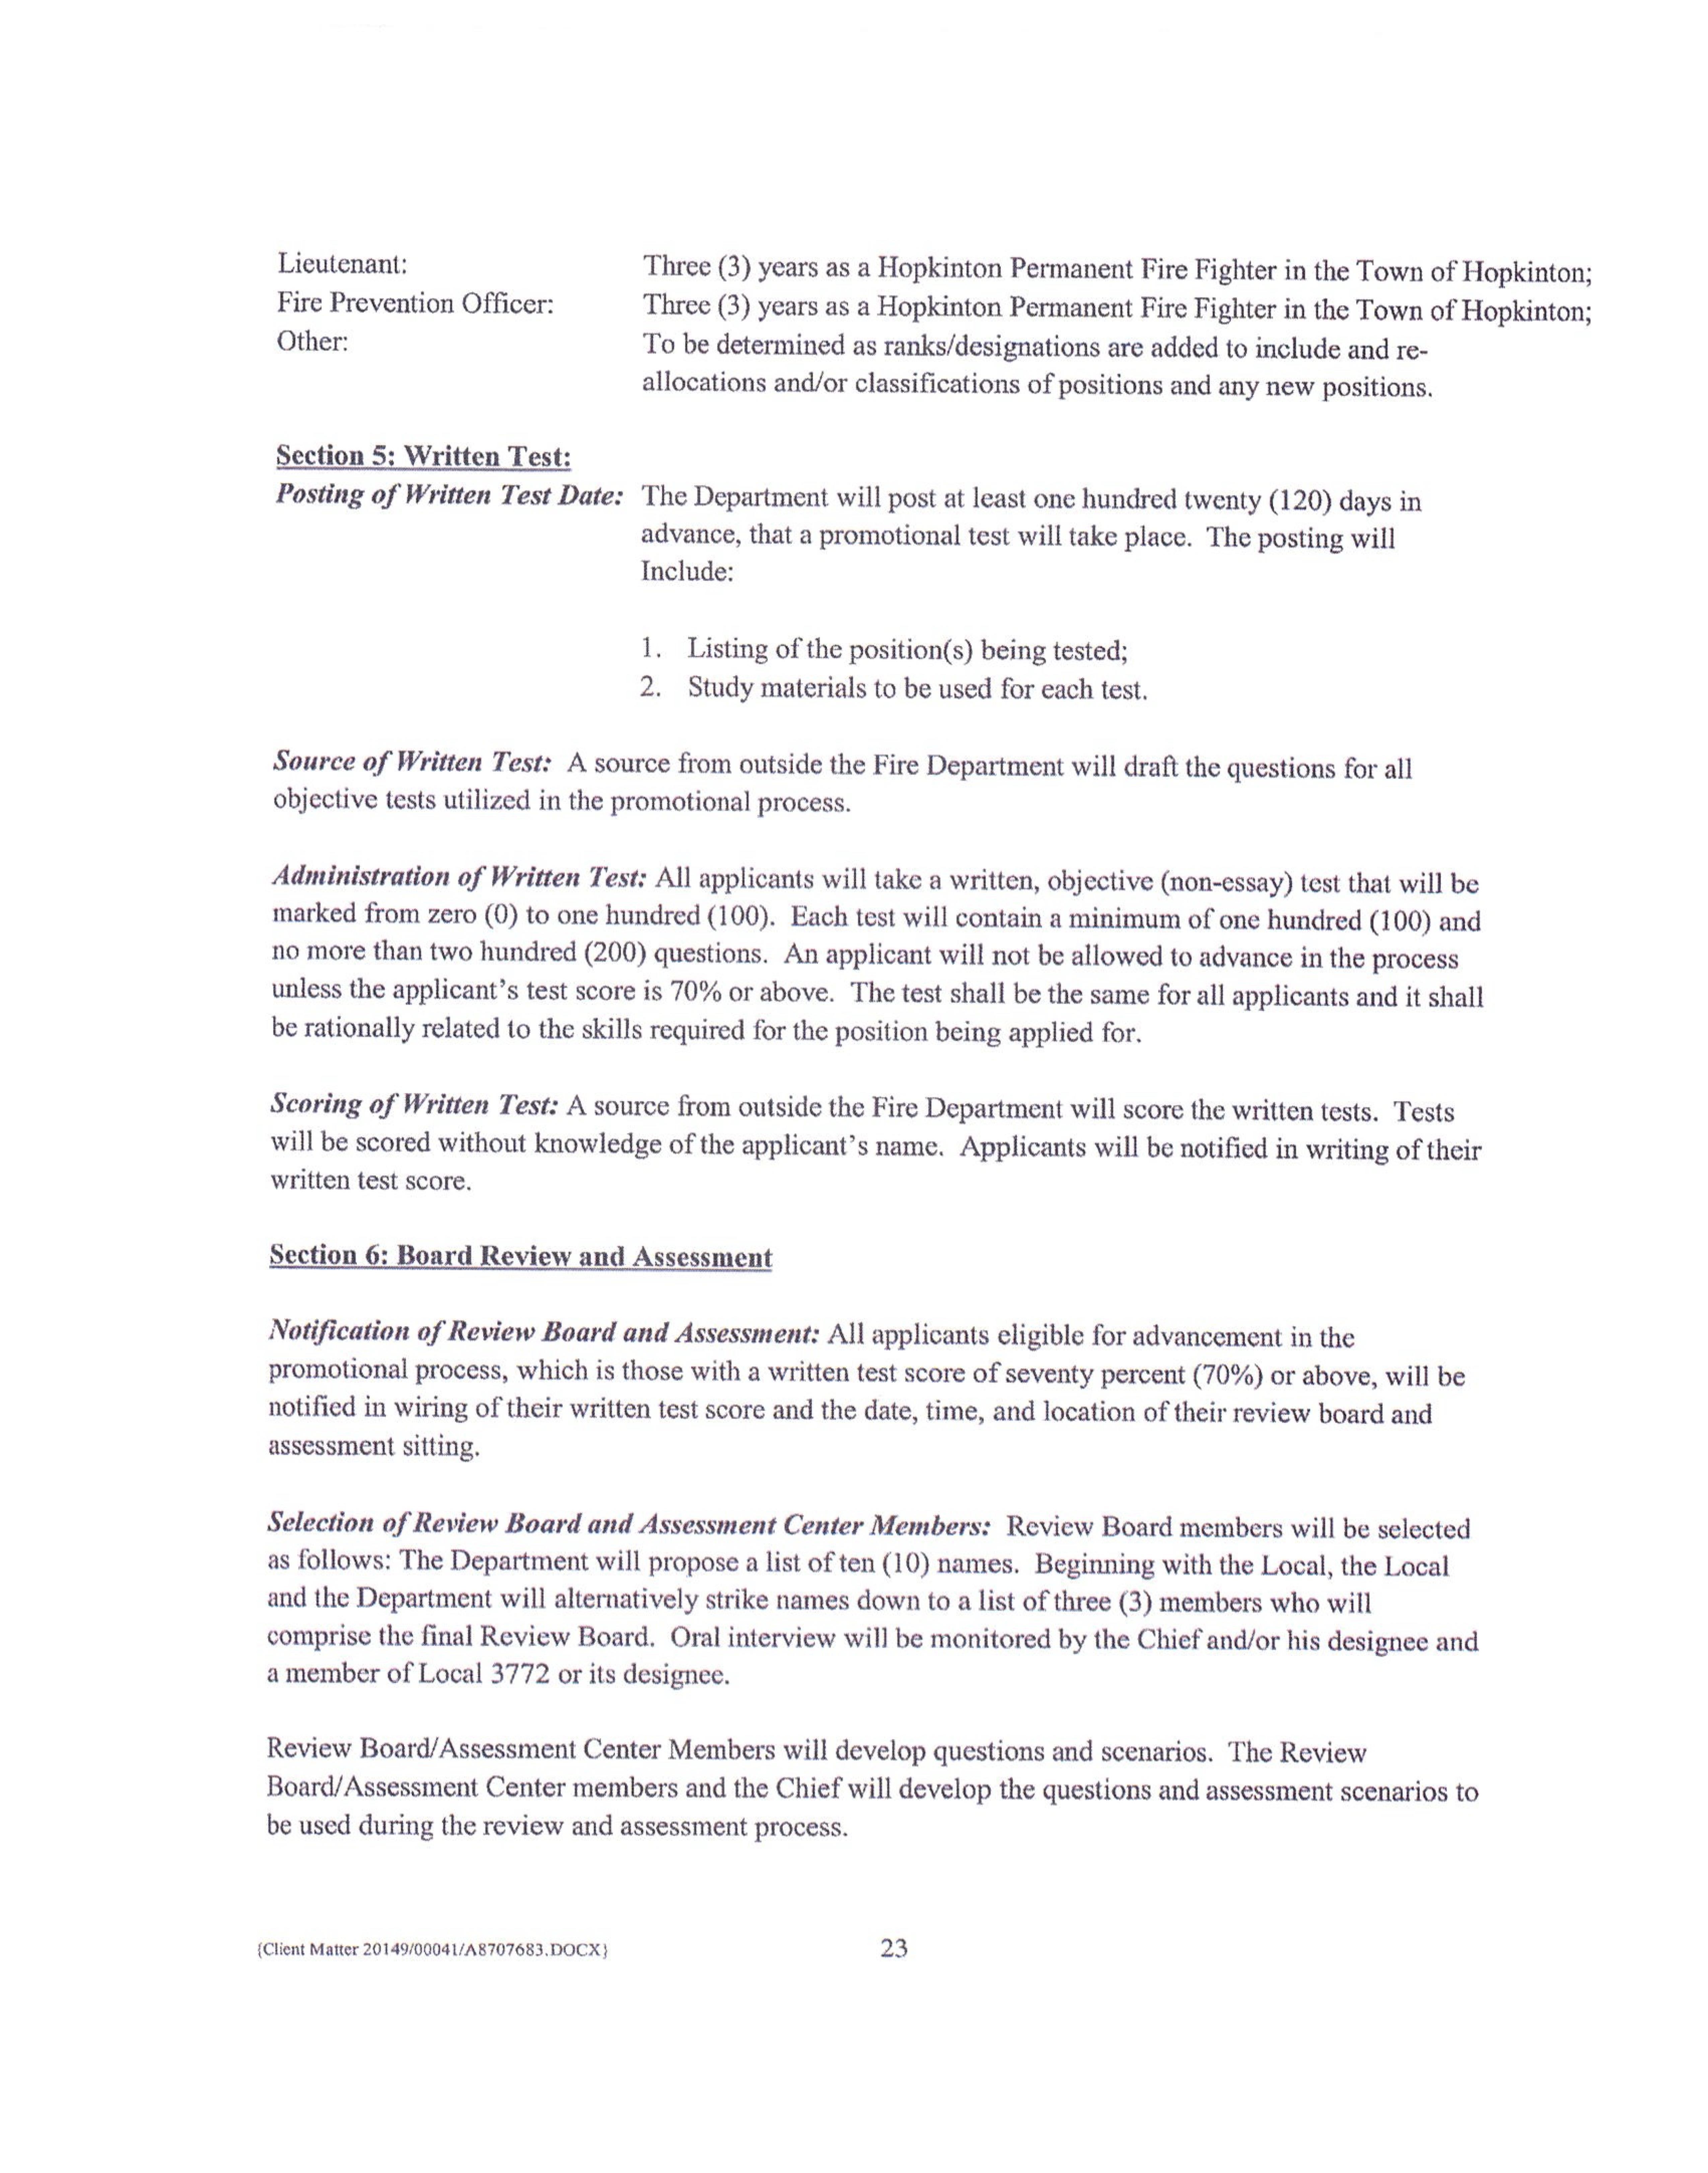 Lieutenant: Three (3) years as a Hopkinton Permanent Fire Fighter in the Town of Hopkinton;
Fire Prevention Officer: Three (3) years as a Hopkinton Permanent Fire Fighter in the Town of Hopkinton;
Other: To be determined as ranks/designations are added to include and re-
allocations and/or classifications of positions and any new positions.
Section 5: Written Test:
Posting of Written Test Date: The Department will post at least one hundred twenty (120) days in
advance, that a promotional test will take place. The posting will
Include:
1. Listing of the position(s) being tested;
2. Study materials to be used for each test.
Source of Written Test: A source from outside the Fire Department will draft the questions for all
objective tests utilized in the promotional process.
Administration of Written Test: All applicants will take a written, objective (non-essay) test that will be
marked from zero (0) to one hundred (100). Each test will contain a minimum of one hundred (100) and
no more than two hundred (200) questions. An applicant will not be allowed to advance in the process
unless the applicant's test score is 70% or above. The test shall be the same for all applicants and it shall
be rationally related to the skills required for the position being applied for.
Scoring of Written Test: A source from outside the Fire Department will score the written tests. Tests
will be scored without knowledge of the applicant's name. Applicants will be notified in writing of their
written test score.
Section 6: Board Review and Assessment
Notification of Review Board and Assessment: All applicants eligible for advancement in the
promotional process, which is those with a written test score of seventy percent (70%) or above, will be
notified in wiring of their written test score and the date, time, and location of their review board and
assessment sitting.
Selection of Review Board and Assessment Center Members: Review Board members will be selected
as follows: The Department will propose a list of ten (10) names. Beginning with the Local, the Local
and the Department will alternatively strike names down to a list of three (3) members who will
comprise the final Review Board. Oral interview will be monitored by the Chief and/or his designee and
a member of Local 3772 or its designee.
Review Board/Assessment Center Members will develop questions and scenarios. The Review
Board/Assessment Center members and the Chief will develop the questions and assessment scenarios to
be used during the review and assessment process.
{Client Matter 20149/00041/A8707683.DOCX} 23